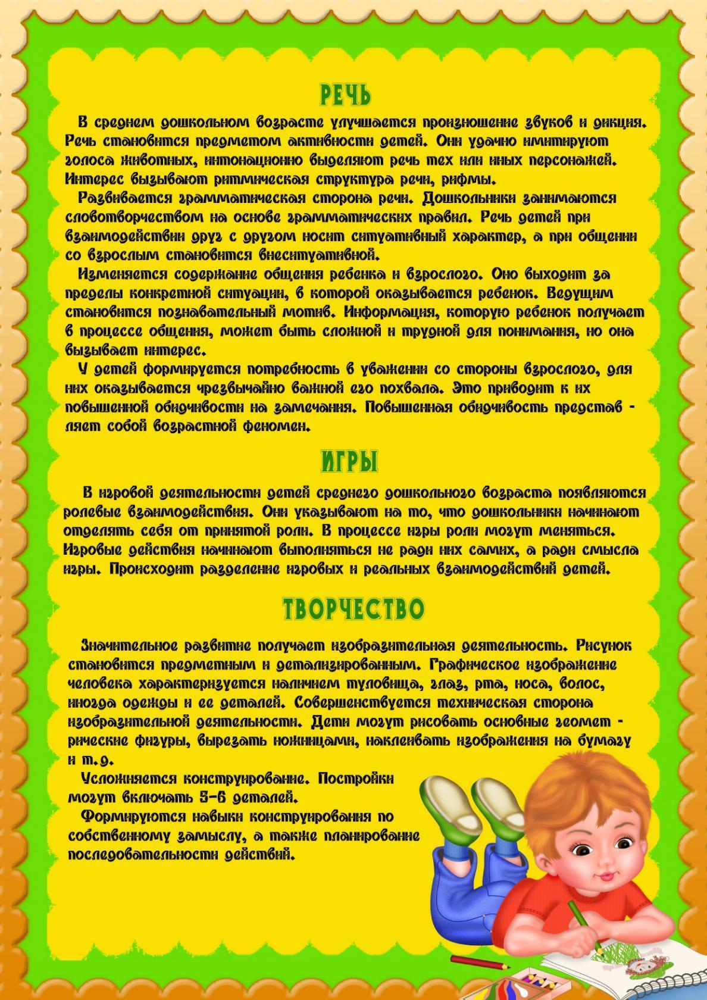 РЕЧЬ
В среднем дошкольном возрасте улучшается произношение звуков и дикция.
Речь становится предметом активности детей. Они удачно имитируют
голоса животных, интонационно выделяют речь тех или иных персонажей.
Интерес вызывают ритмическая структура речи, рифмы.
Развивается грамматическая сторона речи. Дошкольники занимаются
словотворчеством на основе грамматических правил. Речь детей при
взаимодействии друг с другом носит ситуативный характер, а при общении
со взрослым становится внеситуативной.
Изменяется содержание общения ребенка и взрослого. Оно выходит за
пределы конкретной ситуации, в которой оказывается ребенок. Ведущим
становится познавательный мотив. Информация, которую ребенок получает
в процессе общения, может быть сложной и трудной для понимания, но она
вызывает интерес.
У детей формируется потребность в уважении со стороны взрослого, для
них оказывается чрезвычайно важной его похвала. Это приводит к их
повышенной обидчивости на замечания. Повышенная обидчивость представ -
ляет собой возрастной феномен.
ИГРЫ
В игровой деятельности детей среднего дошкольного возраста появляются
ролевые взаимодействия. Они указывают на то, что дошкольники начинают
отделять себя от принятой роли. В процессе игры роли могут меняться.
Игровые действия начинают выполняться не ради них самих, а ради смысла
игры. Происходит разделение игровых и реальных взаимодействий детей.
ТВОРЧЕСТВО
Значительное развитие получает изобразительная деятельность. Рисунок
становится предметным и детализированным. Графическое изображение
человека характеризуется наличием туловища, глаз, рта, носа, волос,
иногда одежды и ее деталей. Совершенствуется техническая сторона
изобразительной деятельности. Дети могут рисовать основные геомет -
рические фигуры, вырезать ножницами, наклеивать изображения на бумагу
и т.д.
Усложняется конструирование. Постройки
могут включать 5-6 деталей.
Формируются навыки конструирования по
собственному замыслу, а также планирование
последовательности действий.